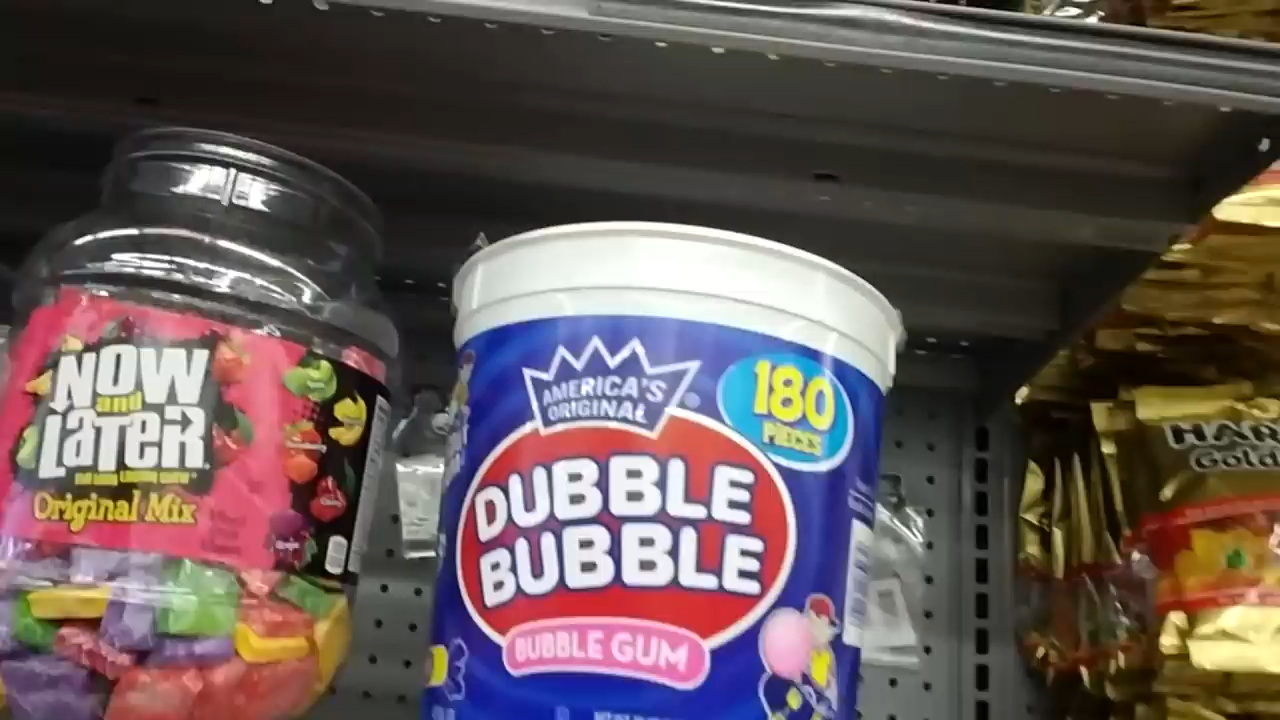 NOW
and
LATER
Original Mix
AMERICA'S
ORIGINAL
180
PIECES
DUBBLE
BUBBLE
BUBBLE GUM
HAR
Gold